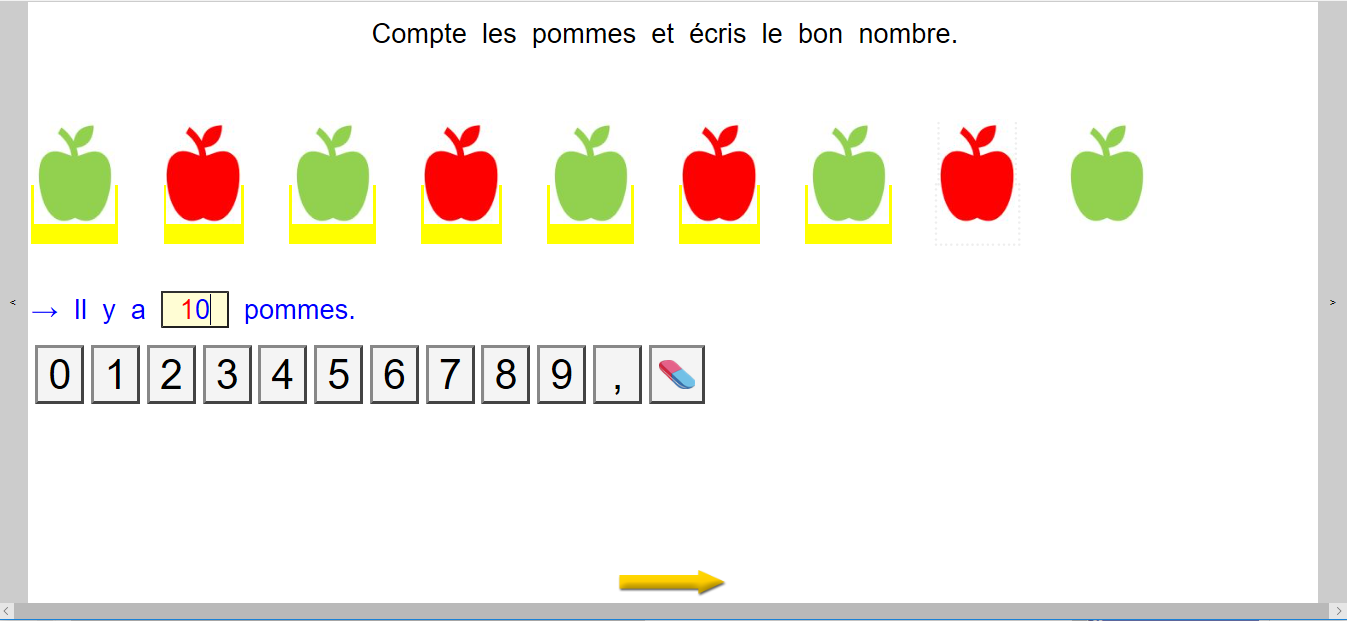 Compte les pommes et écris le bon nombre.
→ Il y a 10 pommes.
0 1 2 3 4 5 6 7 8 9 ,